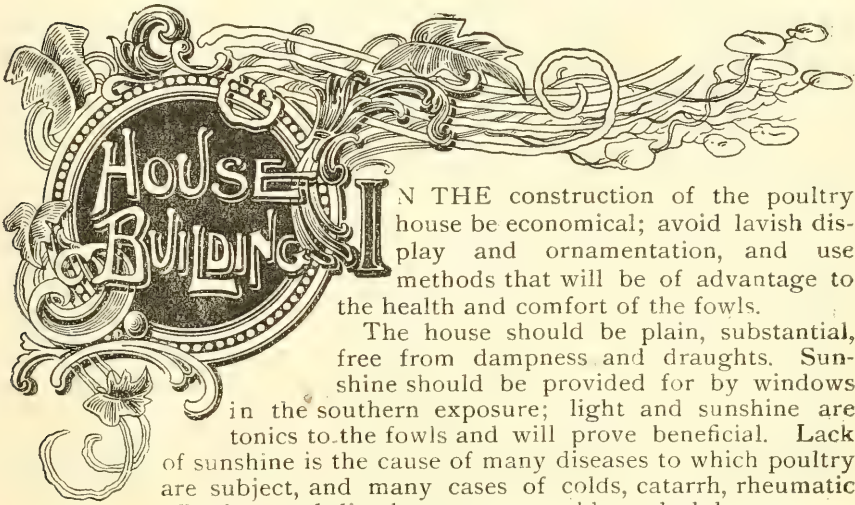 HOUSE
BUILDING
IN THE construction of the poultry
house be economical; avoid lavish dis-
play and ornamentation, and use
methods that will be of advantage to
the health and comfort of the fowls.
The house should be plain, substantial,
free from dampness and draughts. Sun-
shine should be provided for by windows
in the southern exposure; light and sunshine are
tonics to the fowls and will prove beneficial. Lack
of sunshine is the cause of many diseases to which poultry
are subject, and many cases of colds, catarrh, rheumatic